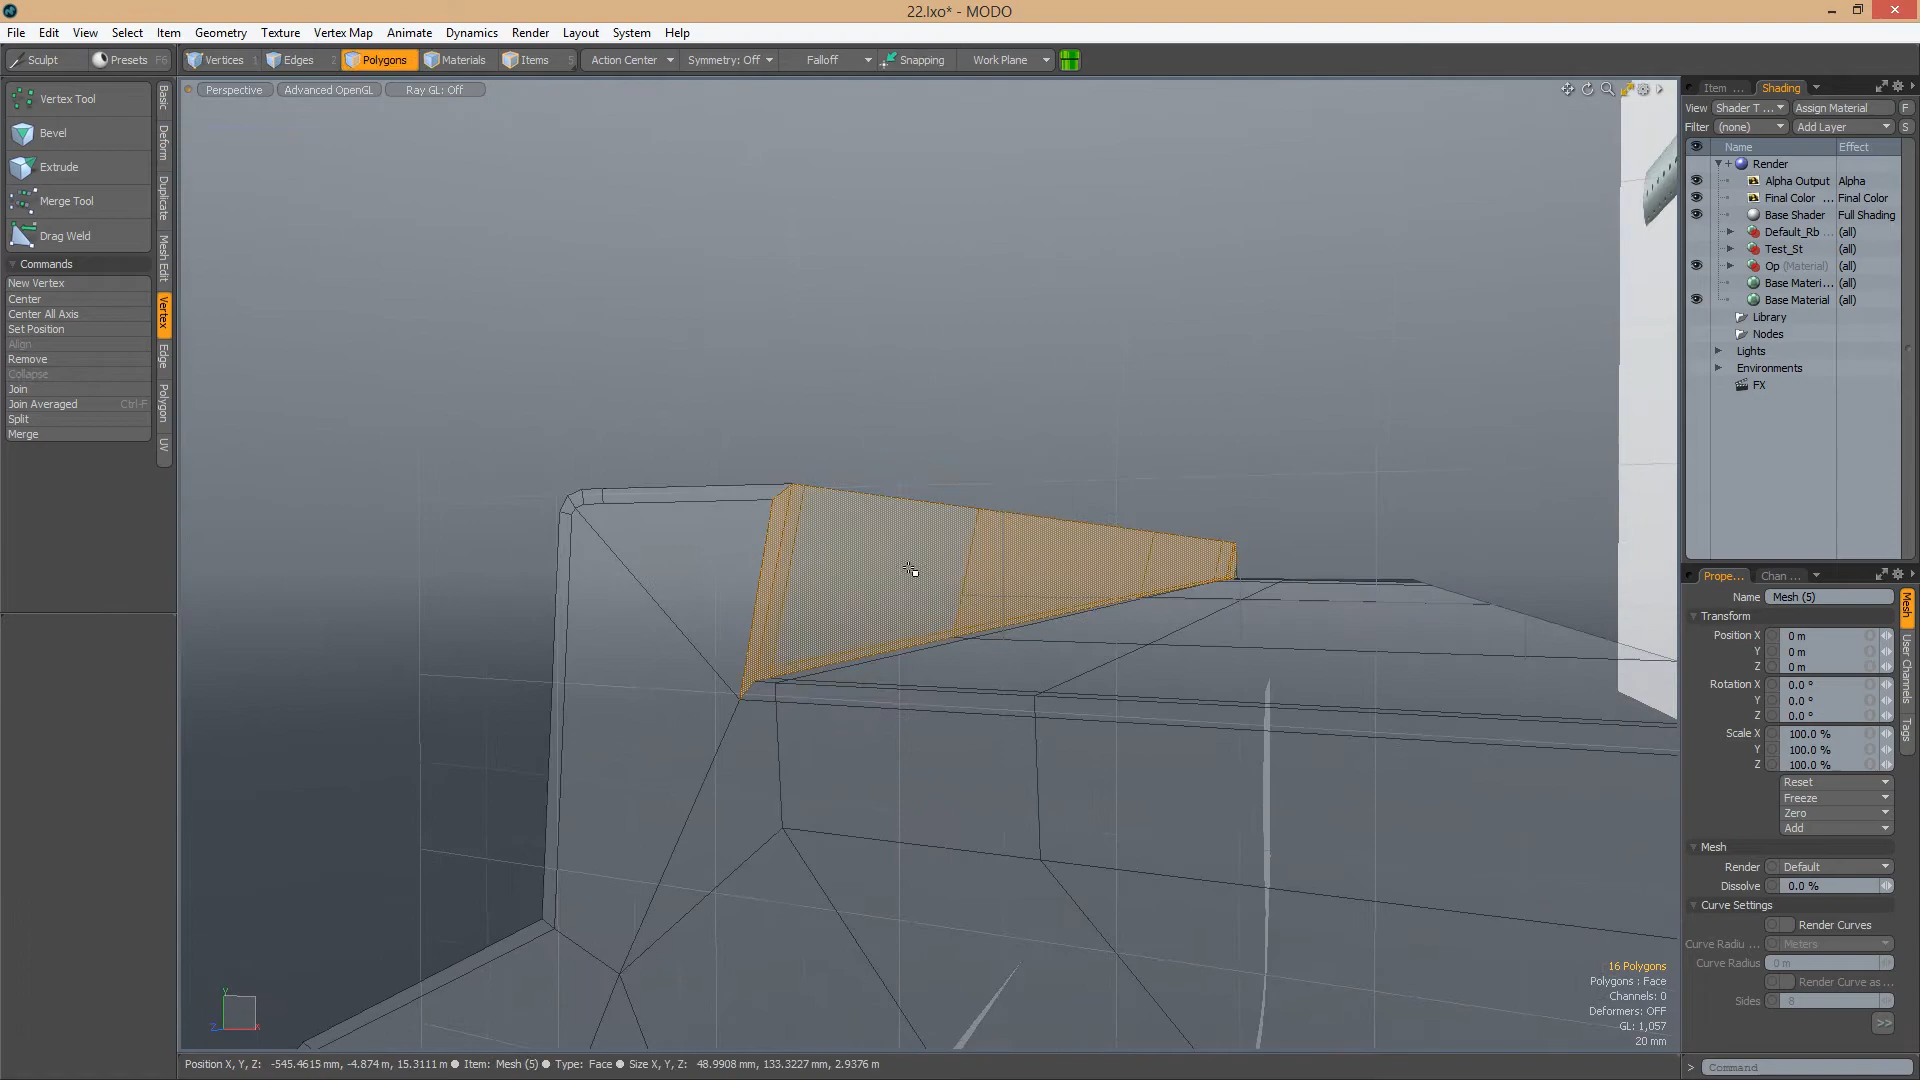 22.lxo* - MODO
File Edit View Select Item Geometry Texture Vertex Map Animate Dynamics Render Layout System Help
Sculpt Presets F6 Vertices 1 Edges 2 Polygons Materials Items 5 Action Center Symmetry: Off Falloff Snapping Work Plane
Perspective Advanced OpenGL Ray GL: Off
Vertex Tool
Bevel
Extrude
Merge Tool
Drag Weld
Commands
New Vertex
Center
Center All Axis
Set Position
Align
Remove
Collapse
Join
Join Averaged Ctrl-F
Split
Merge
Basic
Deform
Duplicate
Mesh Edit
Vertex
Edge
Polygon
UV
Item ... Shading
View Shader T ... Assign Material F
Filter (none) Add Layer S
Name Effect
Render
Alpha Output Alpha
Final Color ... Final Color
Base Shader Full Shading
Default_Rb ... (all)
Test_St (all)
Op (Material) (all)
Base Materi... (all)
Base Material (all)
Library
Nodes
Lights
Environments
FX
Prope... Chan ...
Name Mesh (5)
Transform
Position X 0 m
Y 0 m
Z 0 m
Rotation X 0.0 °
Y 0.0 °
Z 0.0 °
Scale X 100.0 %
Y 100.0 %
Z 100.0 %
Reset
Freeze
Zero
Add
Mesh
Render Default
Dissolve 0.0 %
Curve Settings
Render Curves
Curve Radiu ... Meters
Curve Radius 0 m
Render Curve as ...
Sides 8
>>
Mesh
User Channels
Tags
16 Polygons
Polygons : Face
Channels: 0
Deformers: OFF
GL: 1,057
20 mm
Y
Z X
Position X, Y, Z: -545.4615 mm, -4.874 m, 15.3111 m Item: Mesh (5) Type: Face Size X, Y, Z: 48.9908 mm, 133.3227 mm, 2.9376 m
> Command